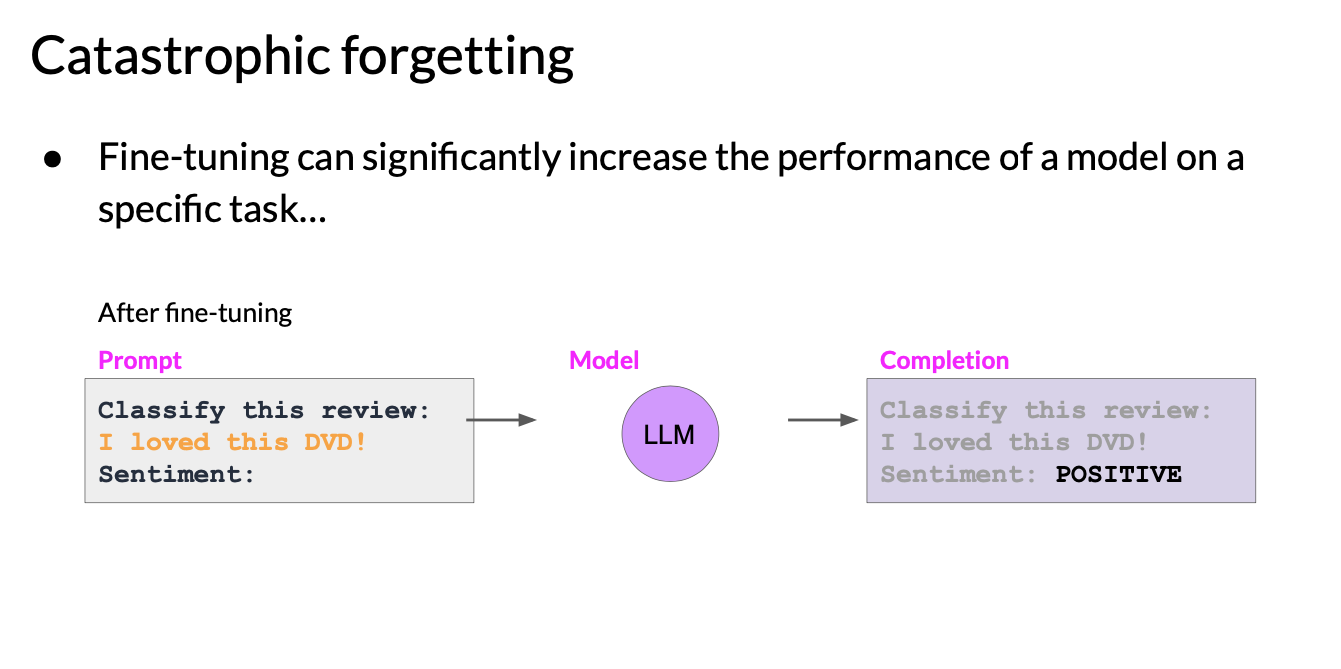 Catastrophic forgetting
● Fine-tuning can significantly increase the performance of a model on a
specific task...
After fine-tuning
Prompt
Classify this review:
I loved this DVD!
Sentiment:
Model
LLM
Completion
Classify this review:
I loved this DVD!
Sentiment: POSITIVE